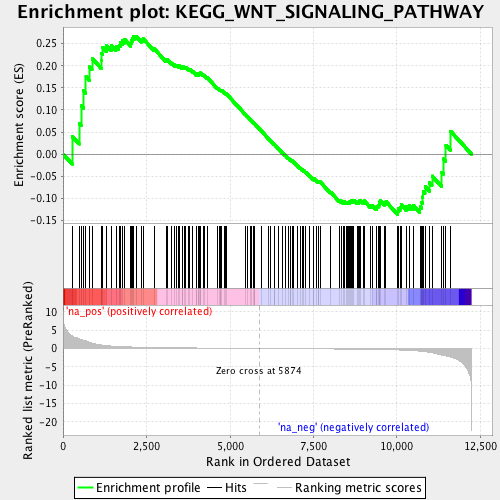 Enrichment plot: KEGG_WNT_SIGNALING_PATHWAY
Enrichment score (ES)
0.25
0.20
0.15
0.10
0.05
0.00
-0.05
-0.10
-0.15
'na_pos' (positively correlated)
Ranked list metric (PreRanked)
10
5
0
-5
-10
-15
-20
Zero cross at 5874
'na_neg' (negatively correlated)
0
2,500
5,000
7,500
10,000
12,500
Rank in Ordered Dataset
Enrichment profile
Hits
Ranking metric scores